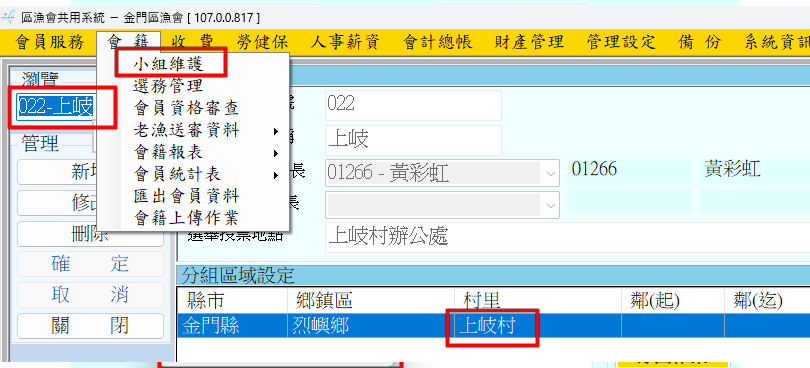 區漁會共用系統 – 金門區漁會 [ 107.0.0.817 ]
會員服務 會 籍 收 費 勞健保 人事薪資 會計總帳 財產管理 管理設定 備 份 系統資訊
小組維護
選務管理
會員資格審查
老漁送審資料
會籍報表
會員統計表
匯出會員資料
會籍上傳作業
瀏覽
022-上岐
管理
新增
修改
刪除
確 定
取 消
關 閉
022
上岐
長 01266 - 黃彩虹 01266 黃彩虹
長
選舉投票地點 上岐村辦公處
分組區域設定
縣市 鄉鎮區 村里 鄰(起) 鄰(迄)
金門縣 烈嶼鄉 上岐村